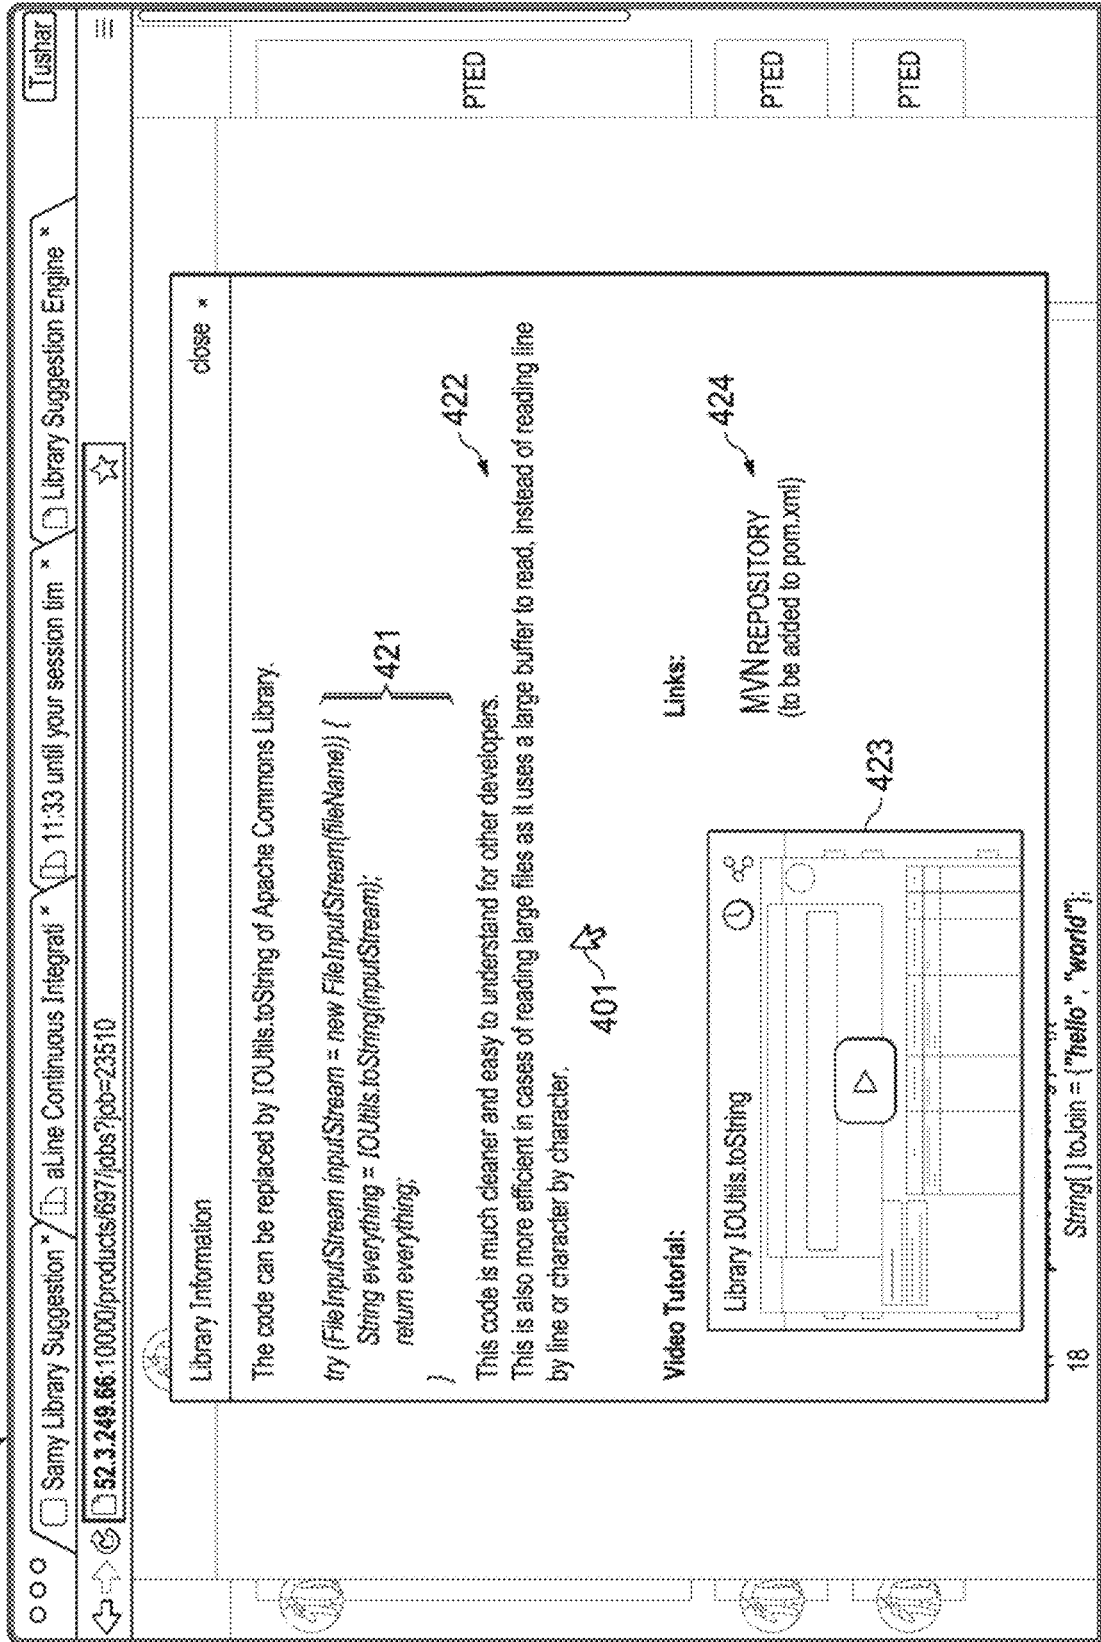 Samy Library Suggestion × aLine Continuous Integrati × 11:33 until your session tim × Library Suggestion Engine × Tushar
52.3.249.66:10000/products/697/jobs?job=23510
Library Information close ×
The code can be replaced by IOUtils.toString of Apache Commons Library.
try (FileInputStream inputStream = new FileInputStream(fileName)) {
String everything = IOUtils.toString(inputStream);
return everything;
}
421
This code is much cleaner and easy to understand for other developers.
422
This is also more efficient in cases of reading large files as it uses a large buffer to read, instead of reading line
by line or character by character.
401
Video Tutorial: Links:
Library IOUtils.toString
MVNREPOSITORY
(to be added to pom.xml)
424
423
18 String[ ] toJoin = {"hello", "world"};
PTED
PTED
PTED